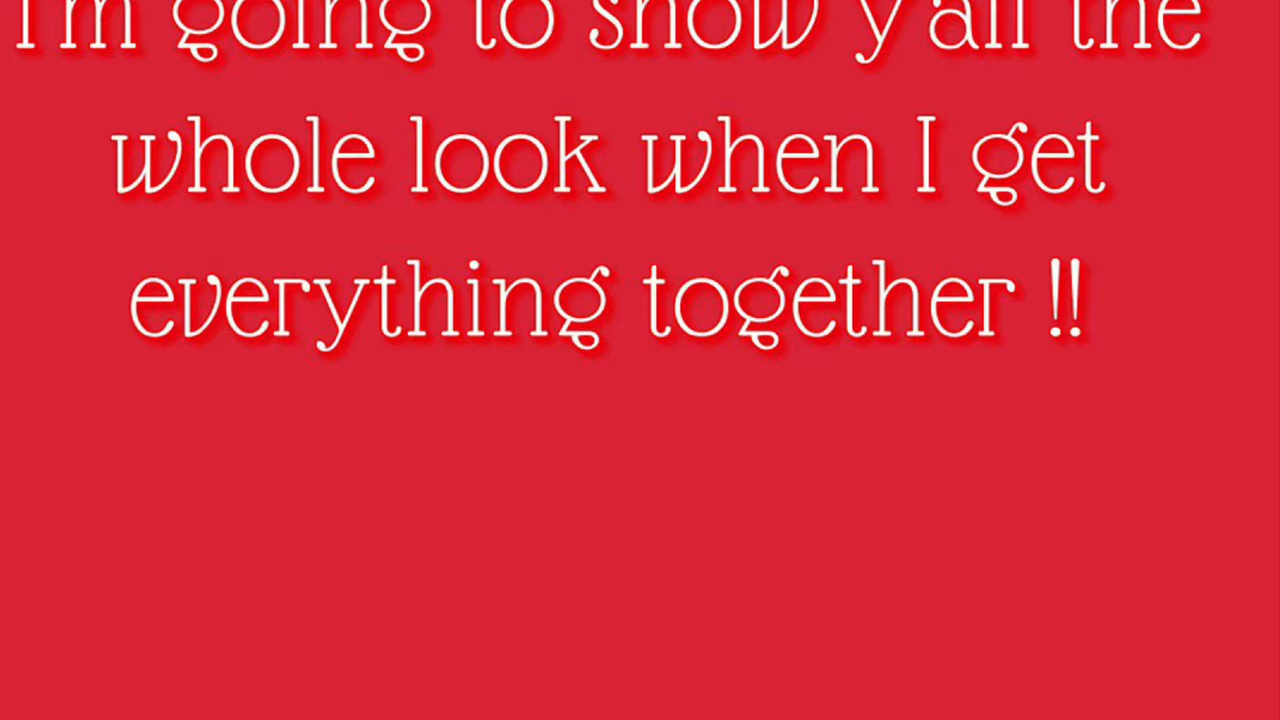 I'm going to show y'all the
whole look when I get
everything together !!